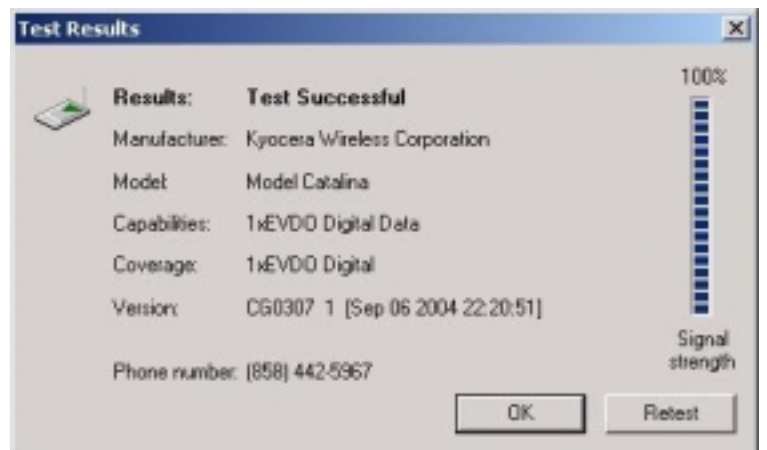 Test Results
100%
Results: Test Successful
Manufacturer: Kyocera Wireless Corporation
Model: Model Catalina
Capabilities: 1xEVDO Digital Data
Coverage: 1xEVDO Digital
Version: CG0307 1 [Sep 06 2004 22:20:51]
Signal
strength
Phone number: (858) 442-5967
OK
Retest